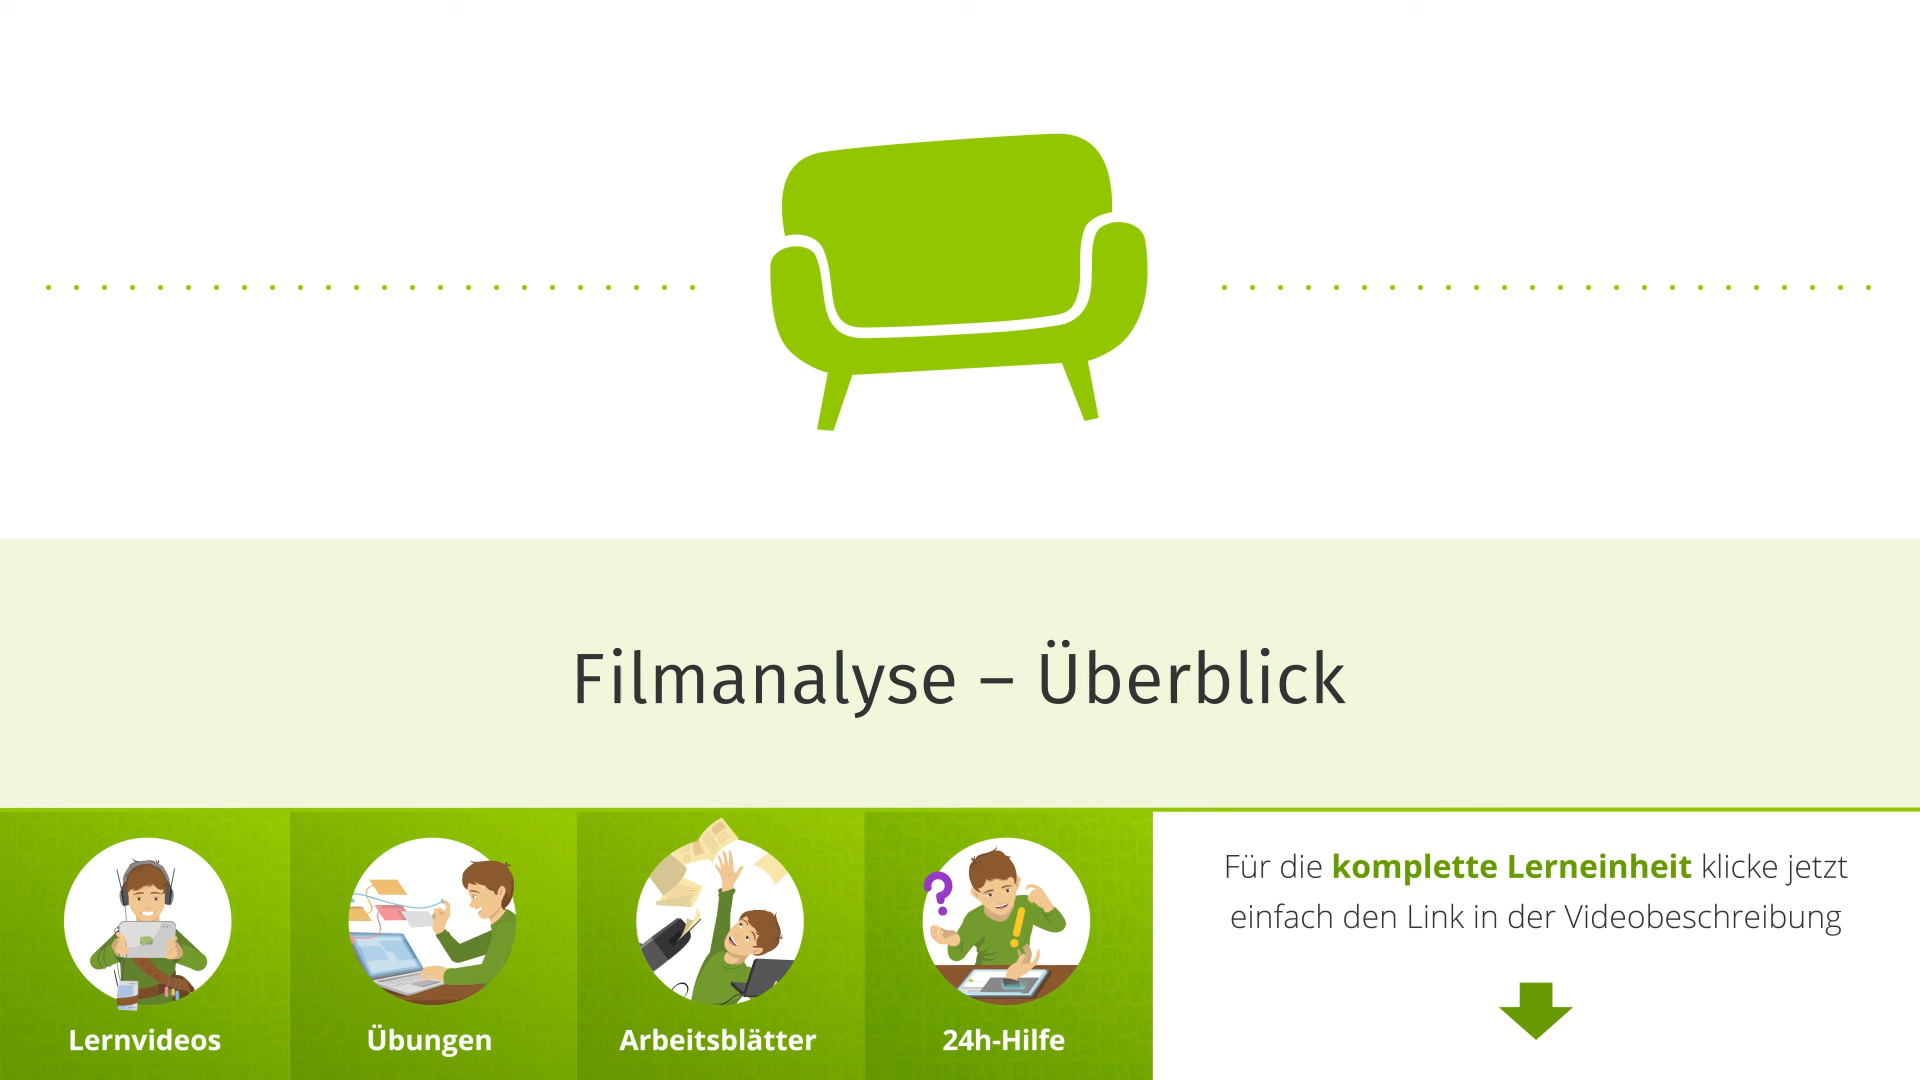 Filmanalyse – Überblick
Für die komplette Lerneinheit klicke jetzt
einfach den Link in der Videobeschreibung
Lernvideos
Übungen
Arbeitsblätter
24h-Hilfe